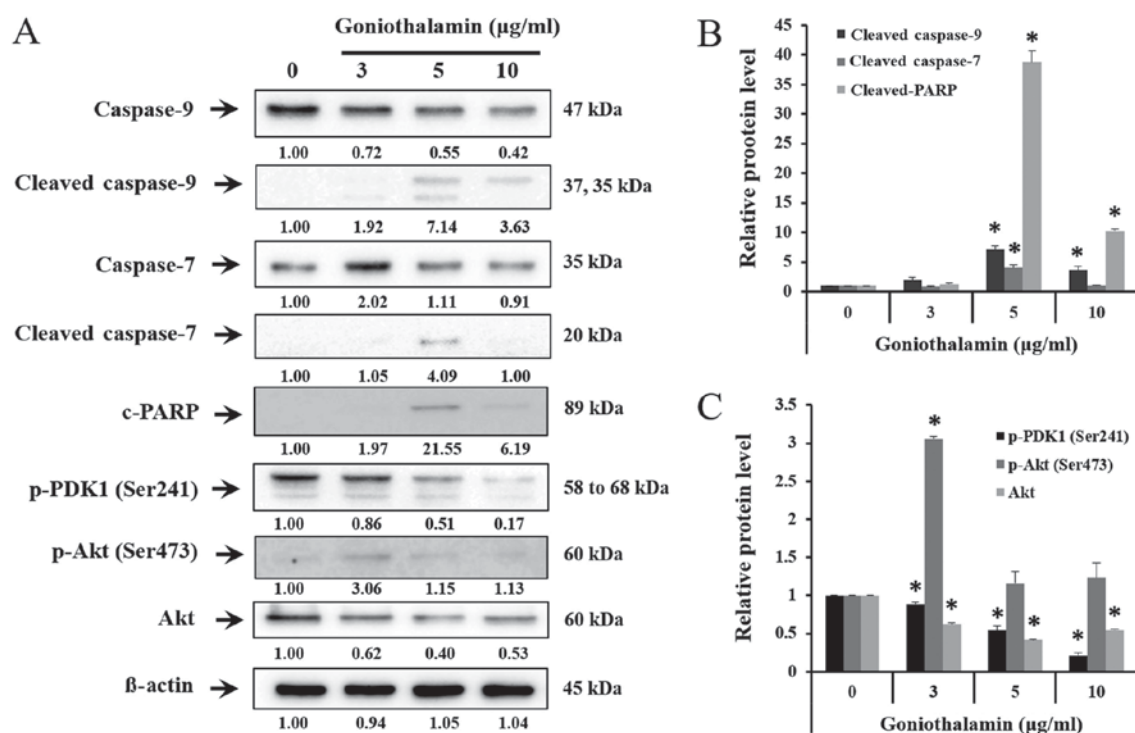 A
Goniothalamin (µg/ml)
0 3 5 10
Caspase-9 47 kDa
1.00 0.72 0.55 0.42
Cleaved caspase-9 37, 35 kDa
1.00 1.92 7.14 3.63
Caspase-7 35 kDa
1.00 2.02 1.11 0.91
Cleaved caspase-7 20 kDa
1.00 1.05 4.09 1.00
c-PARP 89 kDa
1.00 1.97 21.55 6.19
p-PDK1 (Ser241) 58 to 68 kDa
1.00 0.86 0.51 0.17
p-Akt (Ser473) 60 kDa
1.00 3.06 1.15 1.13
Akt 60 kDa
1.00 0.62 0.40 0.53
ß-actin 45 kDa
1.00 0.94 1.05 1.04
B
Relative prootein level
45
40
35
30
25
20
15
10
5
0
Cleaved caspase-9
Cleaved caspase-7
Cleaved-PARP
*
* *
* *
0 3 5 10
Goniothalamin (µg/ml)
C
Relative protein level
3.5
3
2.5
2
1.5
1
0.5
0
p-PDK1 (Ser241)
p-Akt (Ser473)
Akt
*
* * * * * *
0 3 5 10
Goniothalamin (µg/ml)